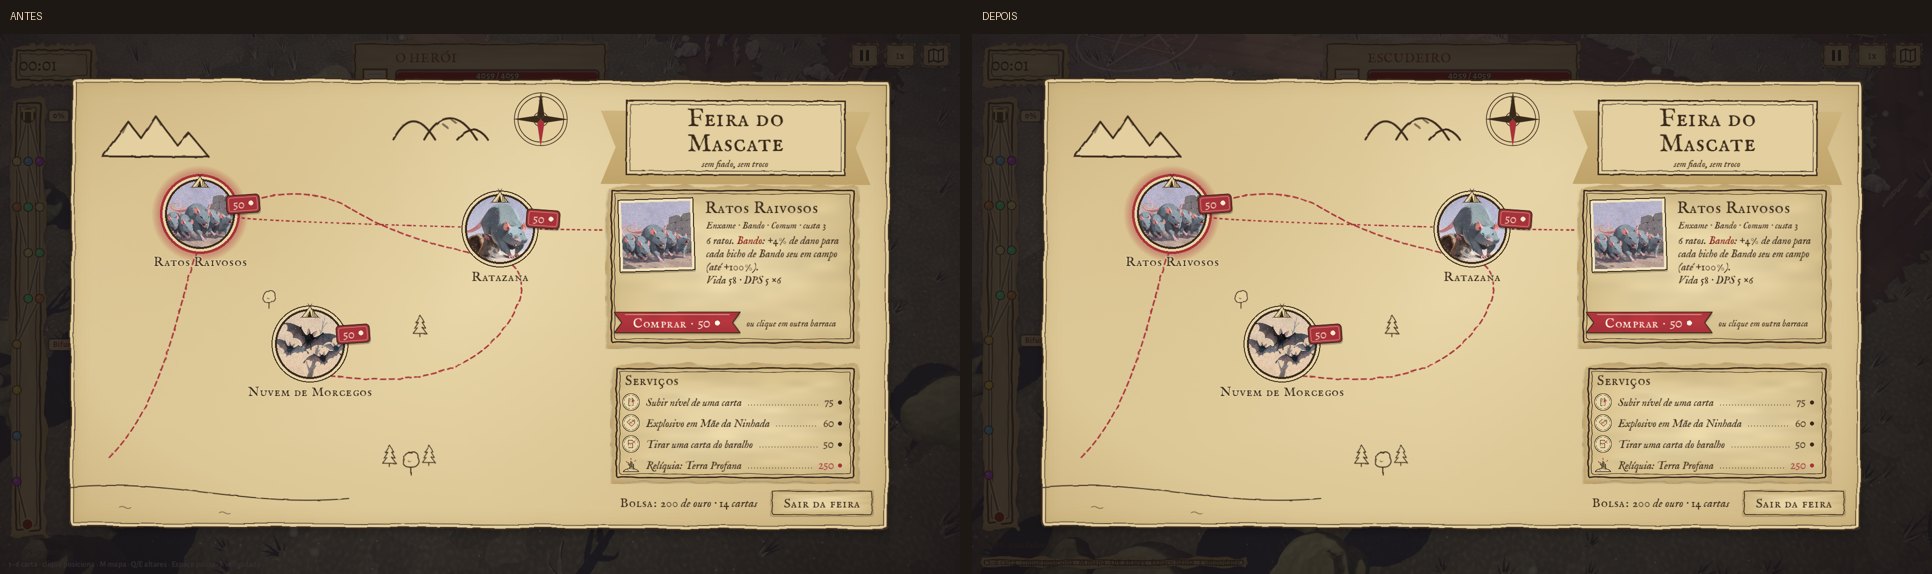 ANTES
00:01
O HERÓI
4059 / 4059
1x
0%
FEIRA DO
MASCATE
sem fiado, sem troco
50
RATOS RAIVOSOS
50
RATAZANA
50
NUVEM DE MORCEGOS
RATOS RAIVOSOS
Enxame · Bando · Comum · custa 3
6 ratos. Bando: +4% de dano para
cada bicho de Bando seu em campo
(até +100%).
Vida 58 · DPS 5 ×6
COMPRAR · 50
ou clique em outra barraca
SERVIÇOS
Subir nível de uma carta 75
Explosivo em Mãe da Ninhada 60
Tirar uma carta do baralho 50
Relíquia: Terra Profana 250
BOLSA: 200 de ouro · 14 cartas
SAIR DA FEIRA
DEPOIS
00:01
ESCUDEIRO
4059 / 4059
1x
0%
FEIRA DO
MASCATE
sem fiado, sem troco
50
RATOS RAIVOSOS
50
RATAZANA
50
NUVEM DE MORCEGOS
RATOS RAIVOSOS
Enxame · Bando · Comum · custa 3
6 ratos. Bando: +4% de dano para
cada bicho de Bando seu em campo
(até +100%).
Vida 58 · DPS 5 ×6
COMPRAR · 50
ou clique em outra barraca
SERVIÇOS
Subir nível de uma carta 75
Explosivo em Mãe da Ninhada 60
Tirar uma carta do baralho 50
Relíquia: Terra Profana 250
BOLSA: 200 de ouro · 14 cartas
SAIR DA FEIRA